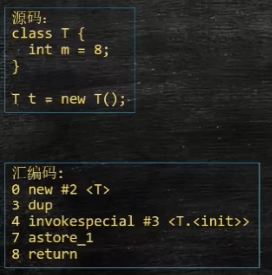 源码:
class T {
  int m = 8;
}
T t = new T();
汇编码:
0 new #2 <T>
3 dup
4 invokespecial #3 <T.<init>>
7 astore_1
8 return